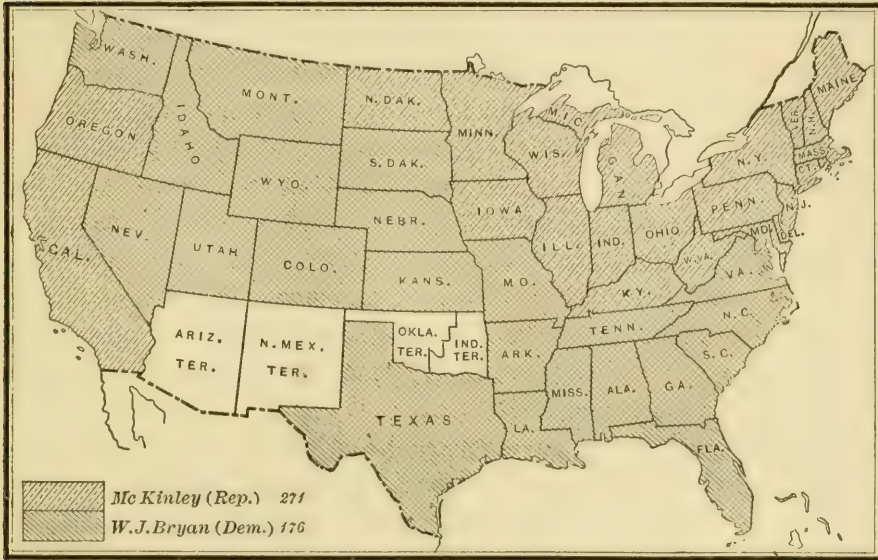 WASH.
OREGON
IDAHO
MONT.
N. DAK.
S. DAK.
WYO.
NEBR.
NEV.
UTAH
COLO.
KANS.
CAL.
ARIZ.
TER.
N. MEX.
TER.
OKLA.
TER.
IND.
TER.
TEXAS
MINN.
WIS.
MICHIGAN
IOWA
ILL.
IND.
OHIO
MO.
KY.
W. VA.
VA.
TENN.
N.C.
S.C.
ARK.
LA.
MISS.
ALA.
GA.
FLA.
PENN.
N.Y.
N.J.
MD.
DEL.
CT.
R.I.
MASS.
VER.
N.H.
MAINE
McKinley (Rep.) 271
W.J.Bryan (Dem.) 176